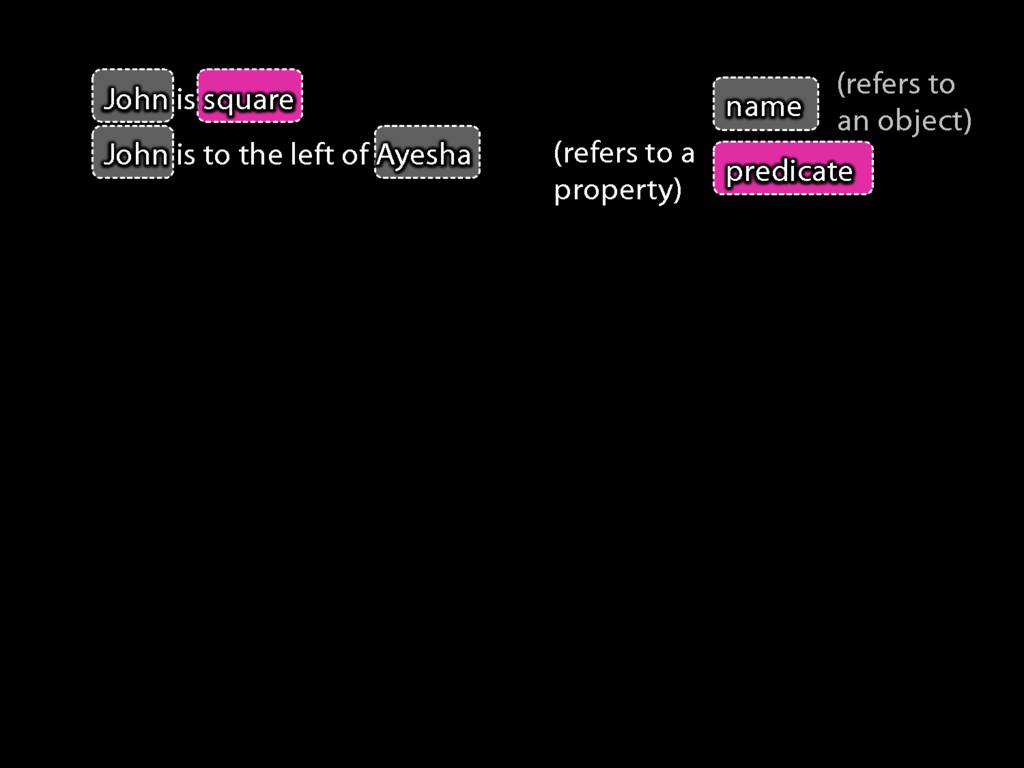 John is square
John is to the left of Ayesha
name
(refers to
an object)
(refers to a
property)
predicate